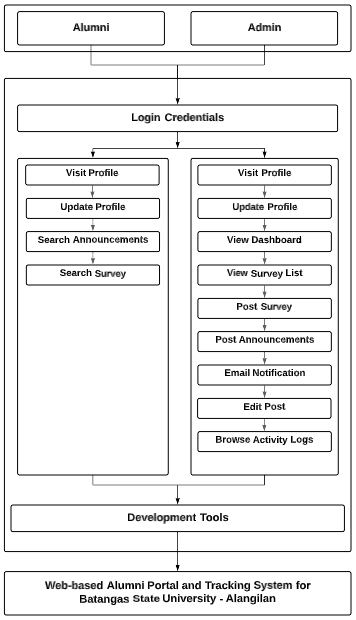 Alumni
Admin
Login Credentials
Visit Profile
Update Profile
Search Announcements
Search Survey
Visit Profile
Update Profile
View Dashboard
View Survey List
Post Survey
Post Announcements
Email Notification
Edit Post
Browse Activity Logs
Development Tools
Web-based Alumni Portal and Tracking System for
Batangas State University - Alangilan